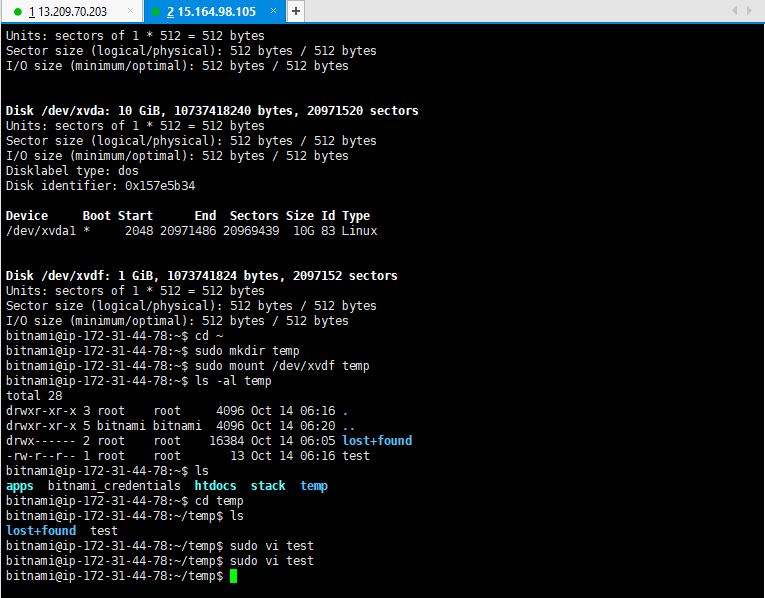 1 13.209.70.203 × 2 15.164.98.105 × +
Units: sectors of 1 * 512 = 512 bytes
Sector size (logical/physical): 512 bytes / 512 bytes
I/O size (minimum/optimal): 512 bytes / 512 bytes
Disk /dev/xvda: 10 GiB, 10737418240 bytes, 20971520 sectors
Units: sectors of 1 * 512 = 512 bytes
Sector size (logical/physical): 512 bytes / 512 bytes
I/O size (minimum/optimal): 512 bytes / 512 bytes
Disklabel type: dos
Disk identifier: 0x157e5b34
Device     Boot Start      End  Sectors Size Id Type
/dev/xvda1 *     2048 20971486 20969439  10G 83 Linux
Disk /dev/xvdf: 1 GiB, 1073741824 bytes, 2097152 sectors
Units: sectors of 1 * 512 = 512 bytes
Sector size (logical/physical): 512 bytes / 512 bytes
I/O size (minimum/optimal): 512 bytes / 512 bytes
bitnami@ip-172-31-44-78:~$ cd ~
bitnami@ip-172-31-44-78:~$ sudo mkdir temp
bitnami@ip-172-31-44-78:~$ sudo mount /dev/xvdf temp
bitnami@ip-172-31-44-78:~$ ls -al temp
total 28
drwxr-xr-x 3 root    root     4096 Oct 14 06:16 .
drwxr-xr-x 5 bitnami bitnami  4096 Oct 14 06:20 ..
drwx------ 2 root    root    16384 Oct 14 06:05 lost+found
-rw-r--r-- 1 root    root       13 Oct 14 06:16 test
bitnami@ip-172-31-44-78:~$ ls
apps  bitnami_credentials  htdocs  stack  temp
bitnami@ip-172-31-44-78:~$ cd temp
bitnami@ip-172-31-44-78:~/temp$ ls
lost+found  test
bitnami@ip-172-31-44-78:~/temp$ sudo vi test
bitnami@ip-172-31-44-78:~/temp$ sudo vi test
bitnami@ip-172-31-44-78:~/temp$